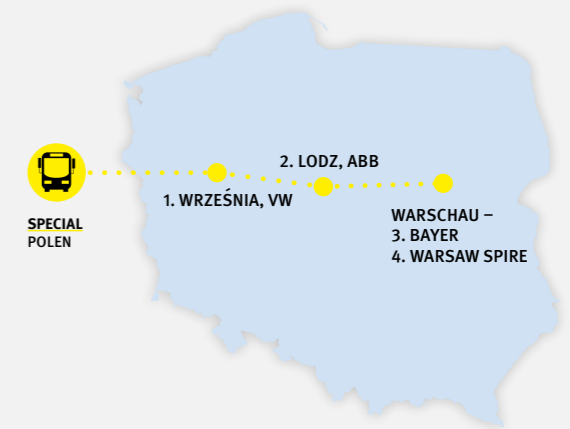 SPECIAL
POLEN
1. WRZEŚNIA, VW
2. LODZ, ABB
WARSCHAU –
3. BAYER
4. WARSAW SPIRE